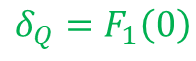 δ_Q = F_1(0)